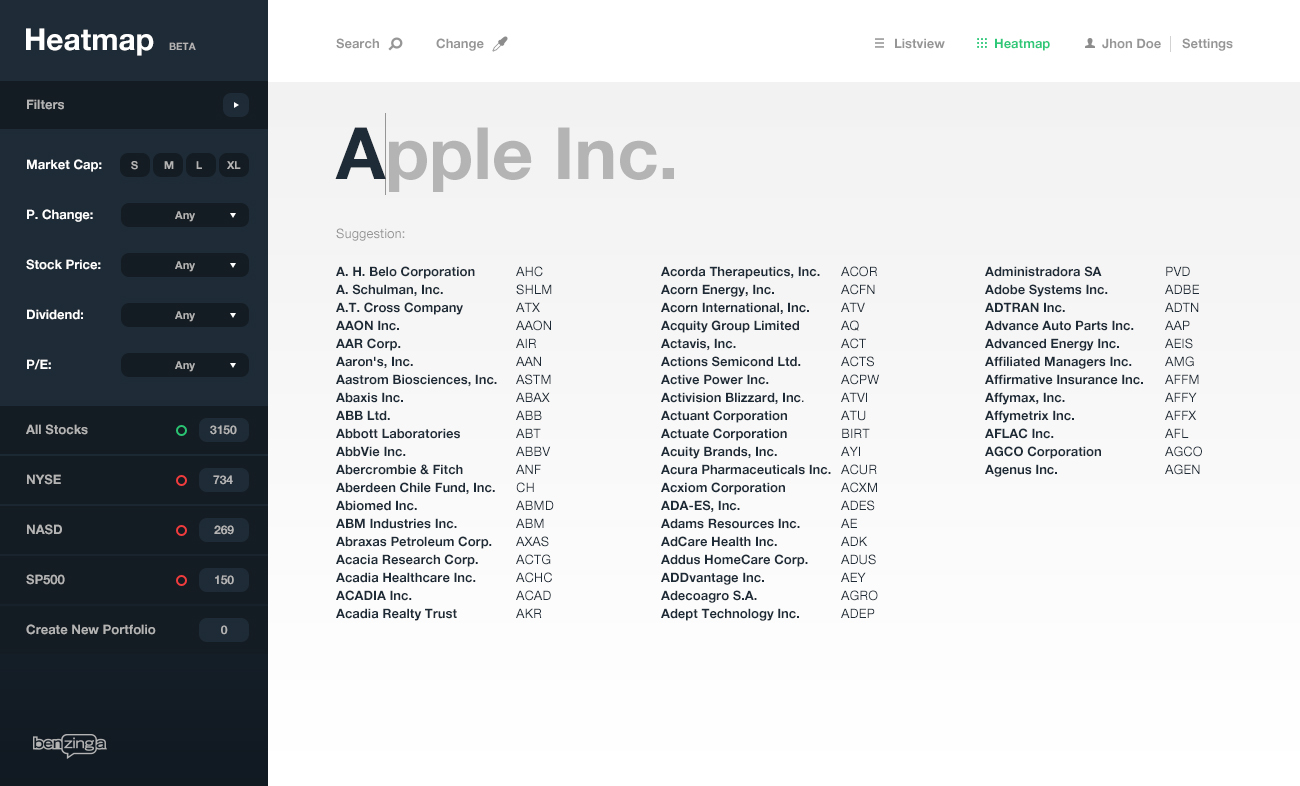 Heatmap BETA
Filters
Market Cap: S M L XL
P. Change: Any
Stock Price: Any
Dividend: Any
P/E: Any
All Stocks 3150
NYSE 734
NASD 269
SP500 150
Create New Portfolio 0
benzinga
Search Change Listview Heatmap Jhon Doe Settings
Apple Inc.
Suggestion:
A. H. Belo Corporation AHC
A. Schulman, Inc. SHLM
A.T. Cross Company ATX
AAON Inc. AAON
AAR Corp. AIR
Aaron's, Inc. AAN
Aastrom Biosciences, Inc. ASTM
Abaxis Inc. ABAX
ABB Ltd. ABB
Abbott Laboratories ABT
AbbVie Inc. ABBV
Abercrombie & Fitch ANF
Aberdeen Chile Fund, Inc. CH
Abiomed Inc. ABMD
ABM Industries Inc. ABM
Abraxas Petroleum Corp. AXAS
Acacia Research Corp. ACTG
Acadia Healthcare Inc. ACHC
ACADIA Inc. ACAD
Acadia Realty Trust AKR
Acorda Therapeutics, Inc. ACOR
Acorn Energy, Inc. ACFN
Acorn International, Inc. ATV
Acquity Group Limited AQ
Actavis, Inc. ACT
Actions Semicond Ltd. ACTS
Active Power Inc. ACPW
Activision Blizzard, Inc. ATVI
Actuant Corporation ATU
Actuate Corporation BIRT
Acuity Brands, Inc. AYI
Acura Pharmaceuticals Inc. ACUR
Acxiom Corporation ACXM
ADA-ES, Inc. ADES
Adams Resources Inc. AE
AdCare Health Inc. ADK
Addus HomeCare Corp. ADUS
ADDvantage Inc. AEY
Adecoagro S.A. AGRO
Adept Technology Inc. ADEP
Administradora SA PVD
Adobe Systems Inc. ADBE
ADTRAN Inc. ADTN
Advance Auto Parts Inc. AAP
Advanced Energy Inc. AEIS
Affiliated Managers Inc. AMG
Affirmative Insurance Inc. AFFM
Affymax, Inc. AFFY
Affymetrix Inc. AFFX
AFLAC Inc. AFL
AGCO Corporation AGCO
Agenus Inc. AGEN